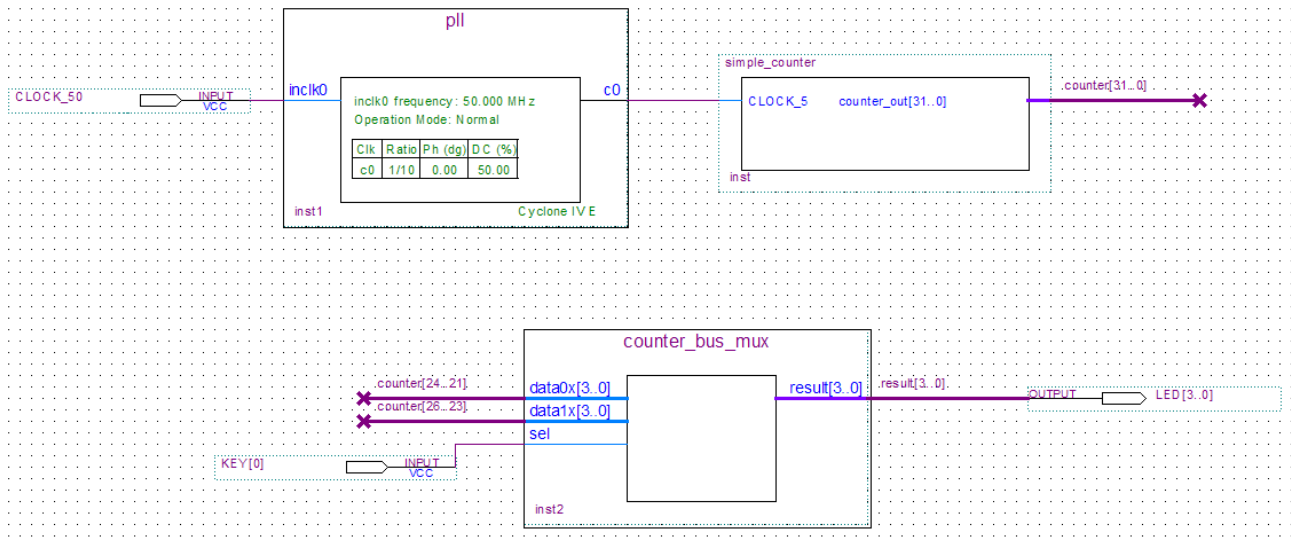 pll
simple_counter
CLOCK_50 INPUT VCC
inclk0 c0
inclk0 frequency: 50.000 MHz
Operation Mode: Normal
Clk Ratio Ph (dg) DC (%)
c0 1/10 0.00 50.00
inst1 Cyclone IV E
CLOCK_5 counter_out[31..0]
counter[31..0]
inst
counter_bus_mux
counter[24..21]
data0x[3..0]
counter[26..23]
data1x[3..0]
sel
result[3..0]
result[3..0]
OUTPUT LED[3..0]
KEY[0] INPUT VCC
inst2